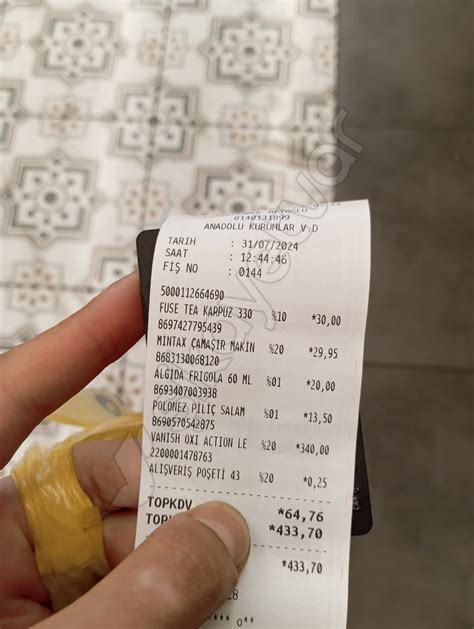 8140131899
ANADOLU KURUMLAR V.D
TARİH : 31/07/2024
SAAT : 12:44:46
FİŞ NO : 0144
5000112664690
FUSE TEA KARPUZ 330 %10 *30,00
8697427795439
MINTAX ÇAMAŞIR MAKİN %20 *29,95
8683130068120
ALGIDA FRIGOLA 60 ML %01 *20,00
8693407003938
POLONEZ PİLİÇ SALAM %01 *13,50
8690570542875
VANISH OXI ACTION LE %20 *340,00
2200001478763
ALIŞVERİŞ POŞETİ 43 %20 *0,25
TOPKDV *64,76
*433,70
*433,70